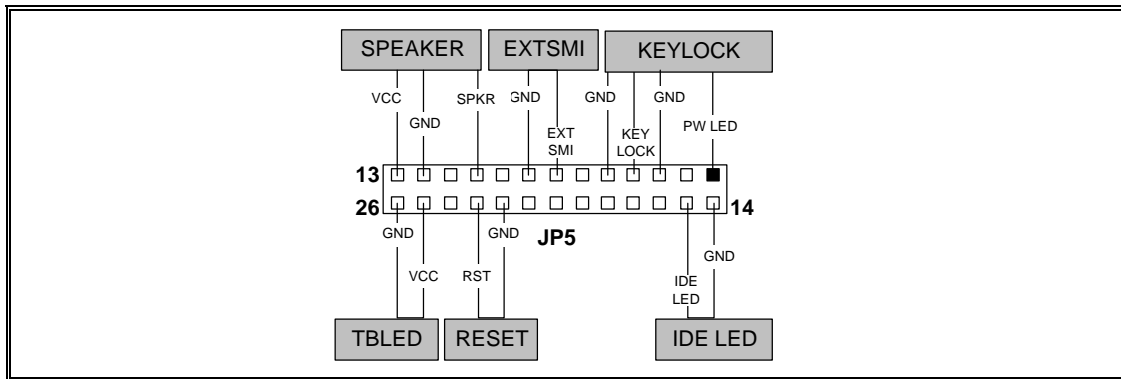 SPEAKER EXTSMI KEYLOCK
VCC GND SPKR GND EXT SMI GND KEY LOCK GND PW LED
13
26 14
JP5
GND VCC RST GND IDE LED GND
TBLED RESET IDE LED